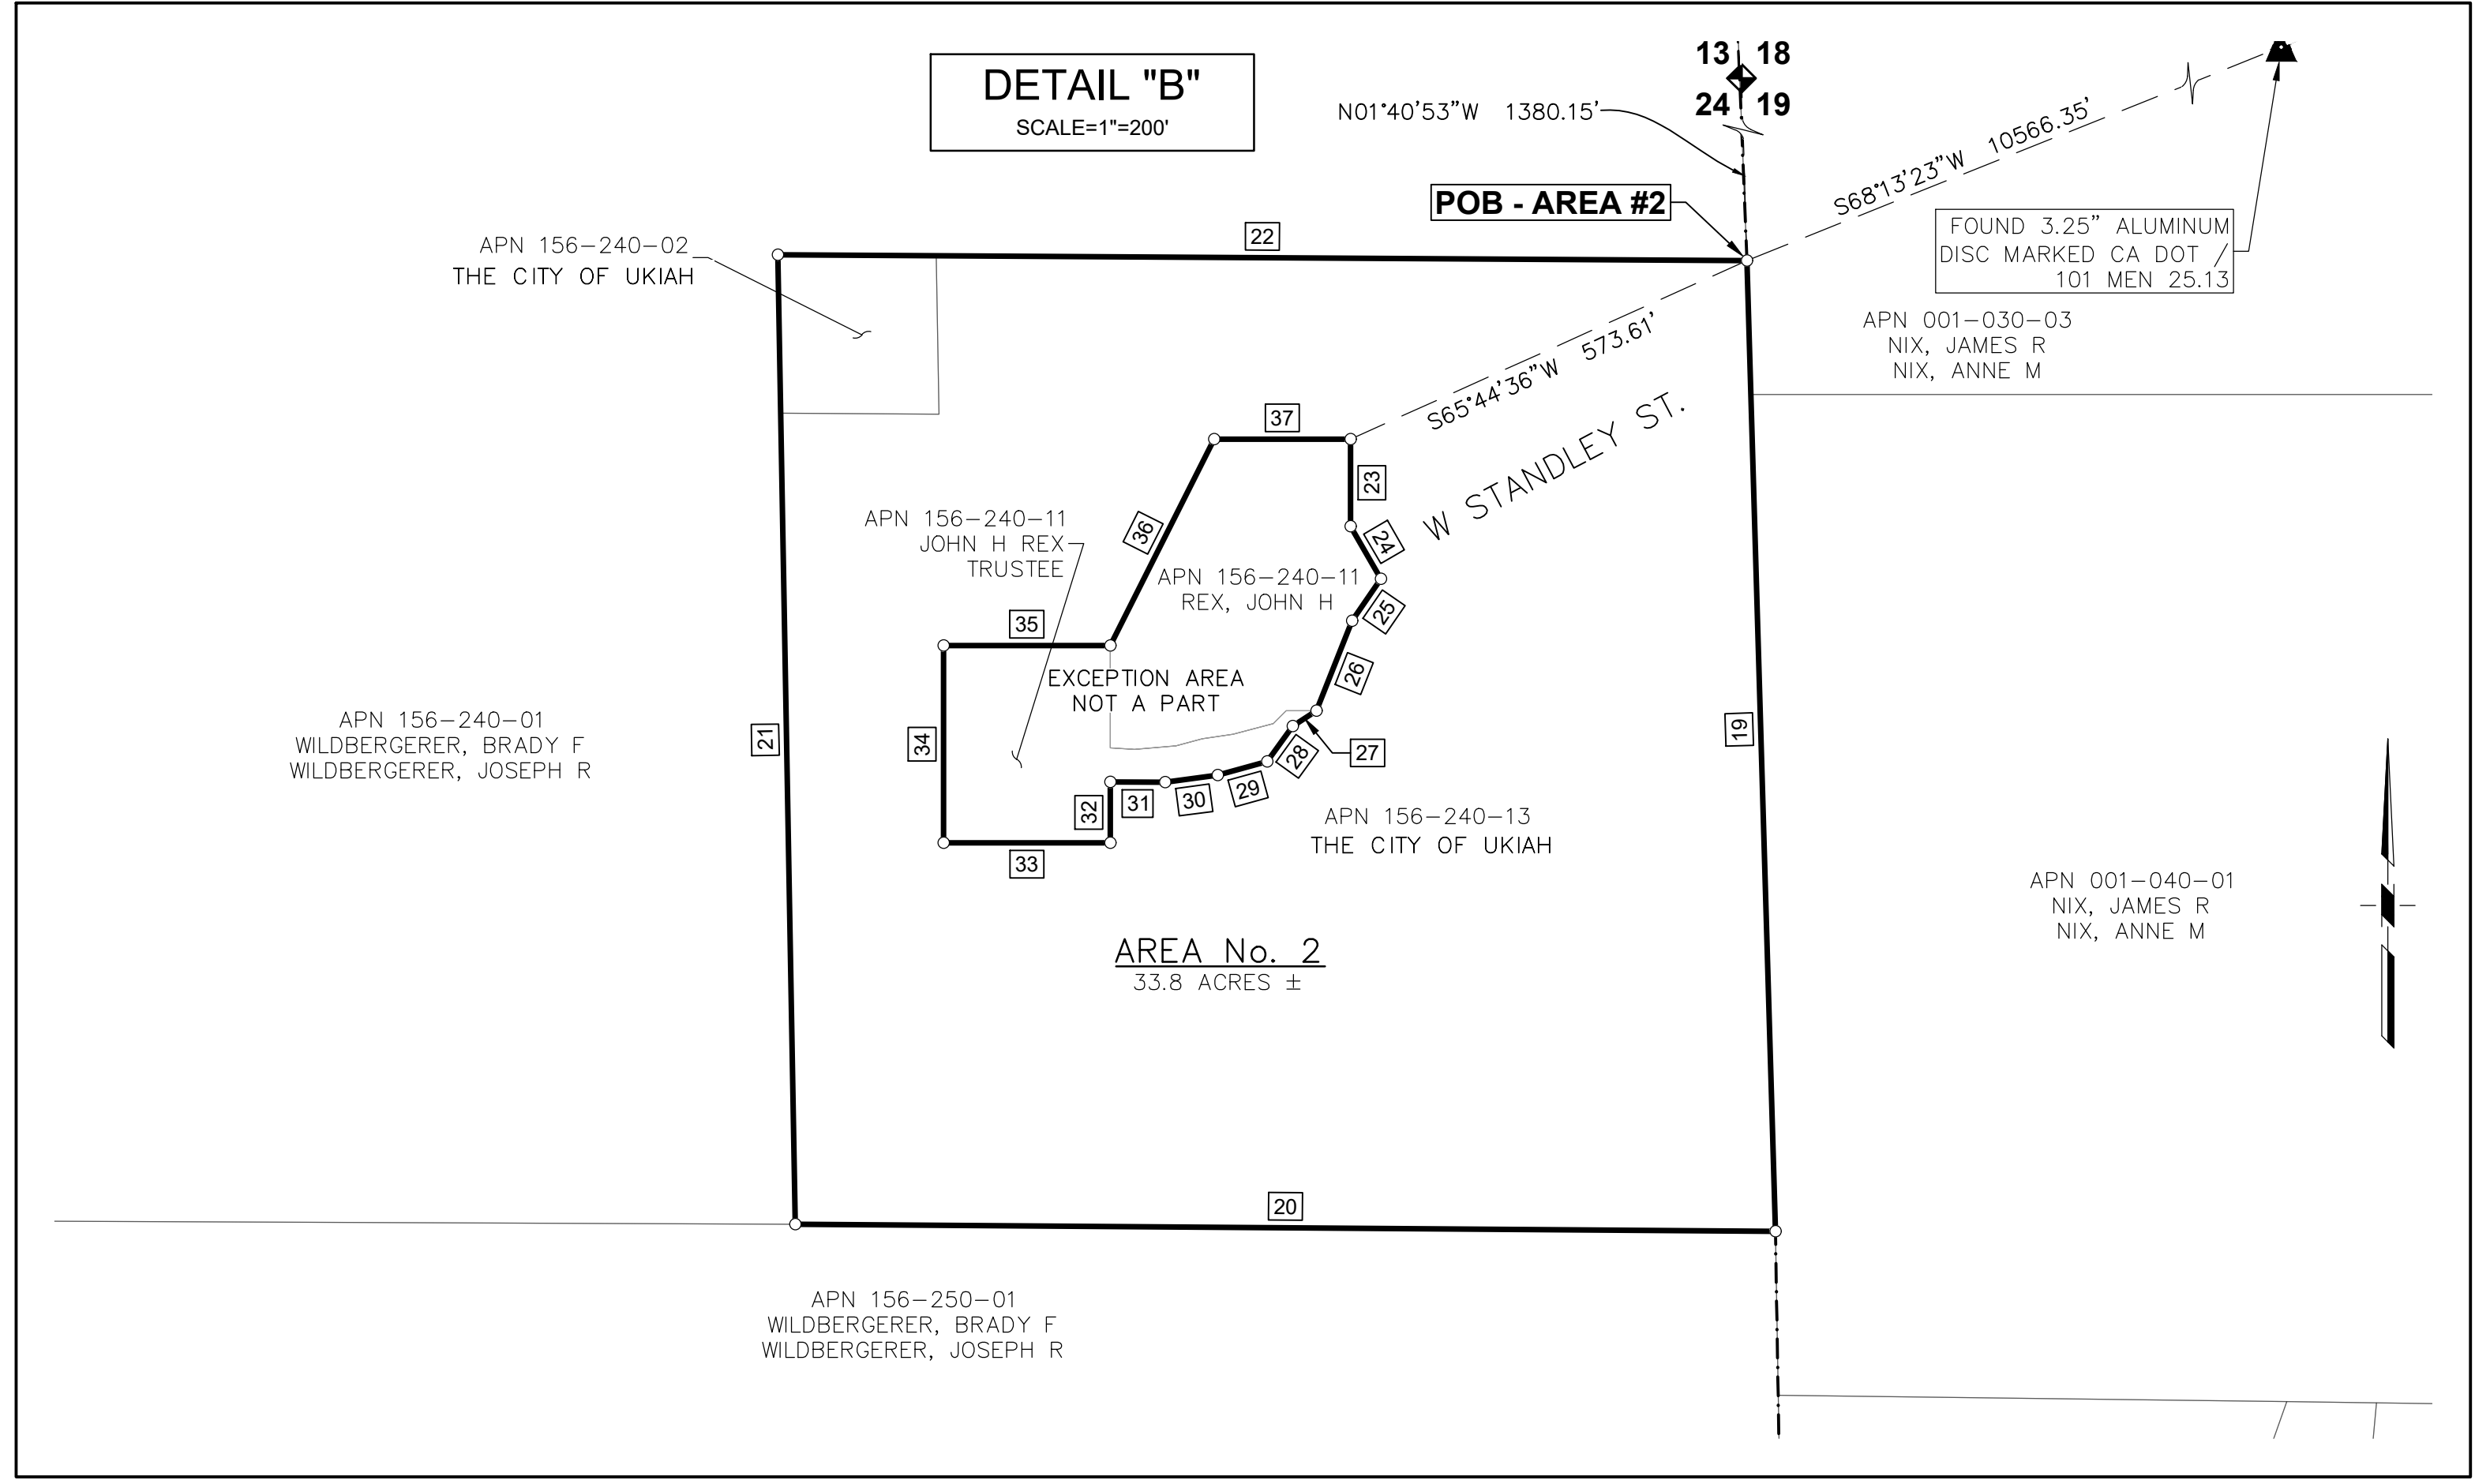 DETAIL "B"
SCALE=1"=200'
13 18
24 19
N01°40'53"W 1380.15'
S68°13'23"W 10566.35'
POB - AREA #2
FOUND 3.25" ALUMINUM
DISC MARKED CA DOT /
101 MEN 25.13
22
APN 156-240-02
THE CITY OF UKIAH
APN 001-030-03
NIX, JAMES R
NIX, ANNE M
S65°44'36"W 573.61'
W STANDLEY ST.
37
23
24
36
APN 156-240-11
JOHN H REX
TRUSTEE
APN 156-240-11
REX, JOHN H
25
35
26
EXCEPTION AREA
NOT A PART
APN 156-240-01
WILDBERGERER, BRADY F
WILDBERGERER, JOSEPH R
21
34
19
27
28
29
30
31
32
33
APN 156-240-13
THE CITY OF UKIAH
APN 001-040-01
NIX, JAMES R
NIX, ANNE M
AREA No. 2
33.8 ACRES ±
20
APN 156-250-01
WILDBERGERER, BRADY F
WILDBERGERER, JOSEPH R